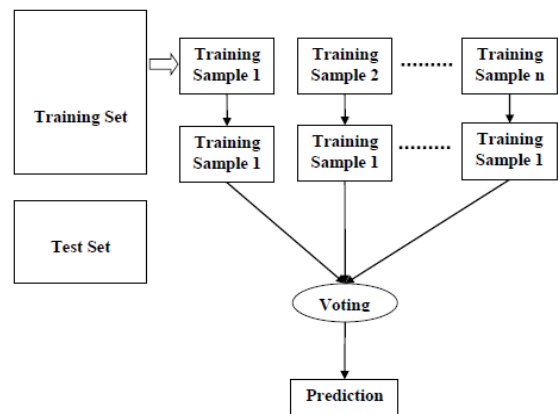 Training Set
Training
Sample 1
Training
Sample 2
.........
Training
Sample n
Training
Sample 1
Training
Sample 1
.........
Training
Sample 1
Test Set
Voting
Prediction